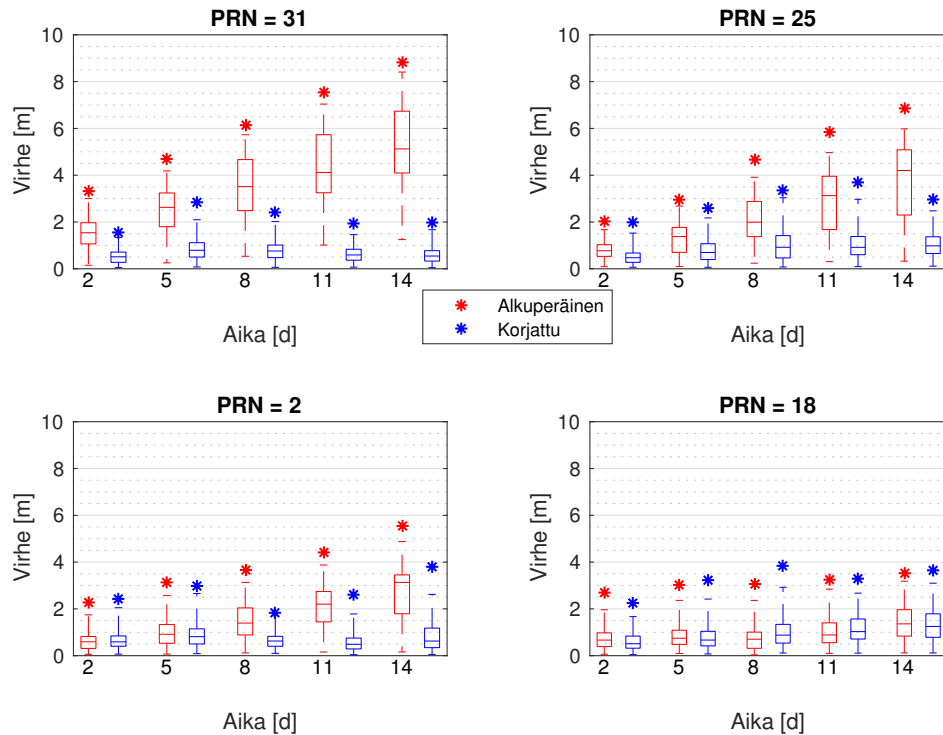 PRN = 31
10
8
6
4
2
0
Virhe [m]
2 5 8 11 14
Aika [d]
PRN = 25
10
8
6
4
2
0
Virhe [m]
2 5 8 11 14
Aika [d]
Alkuperäinen
Korjattu
PRN = 2
10
8
6
4
2
0
Virhe [m]
2 5 8 11 14
Aika [d]
PRN = 18
10
8
6
4
2
0
Virhe [m]
2 5 8 11 14
Aika [d]